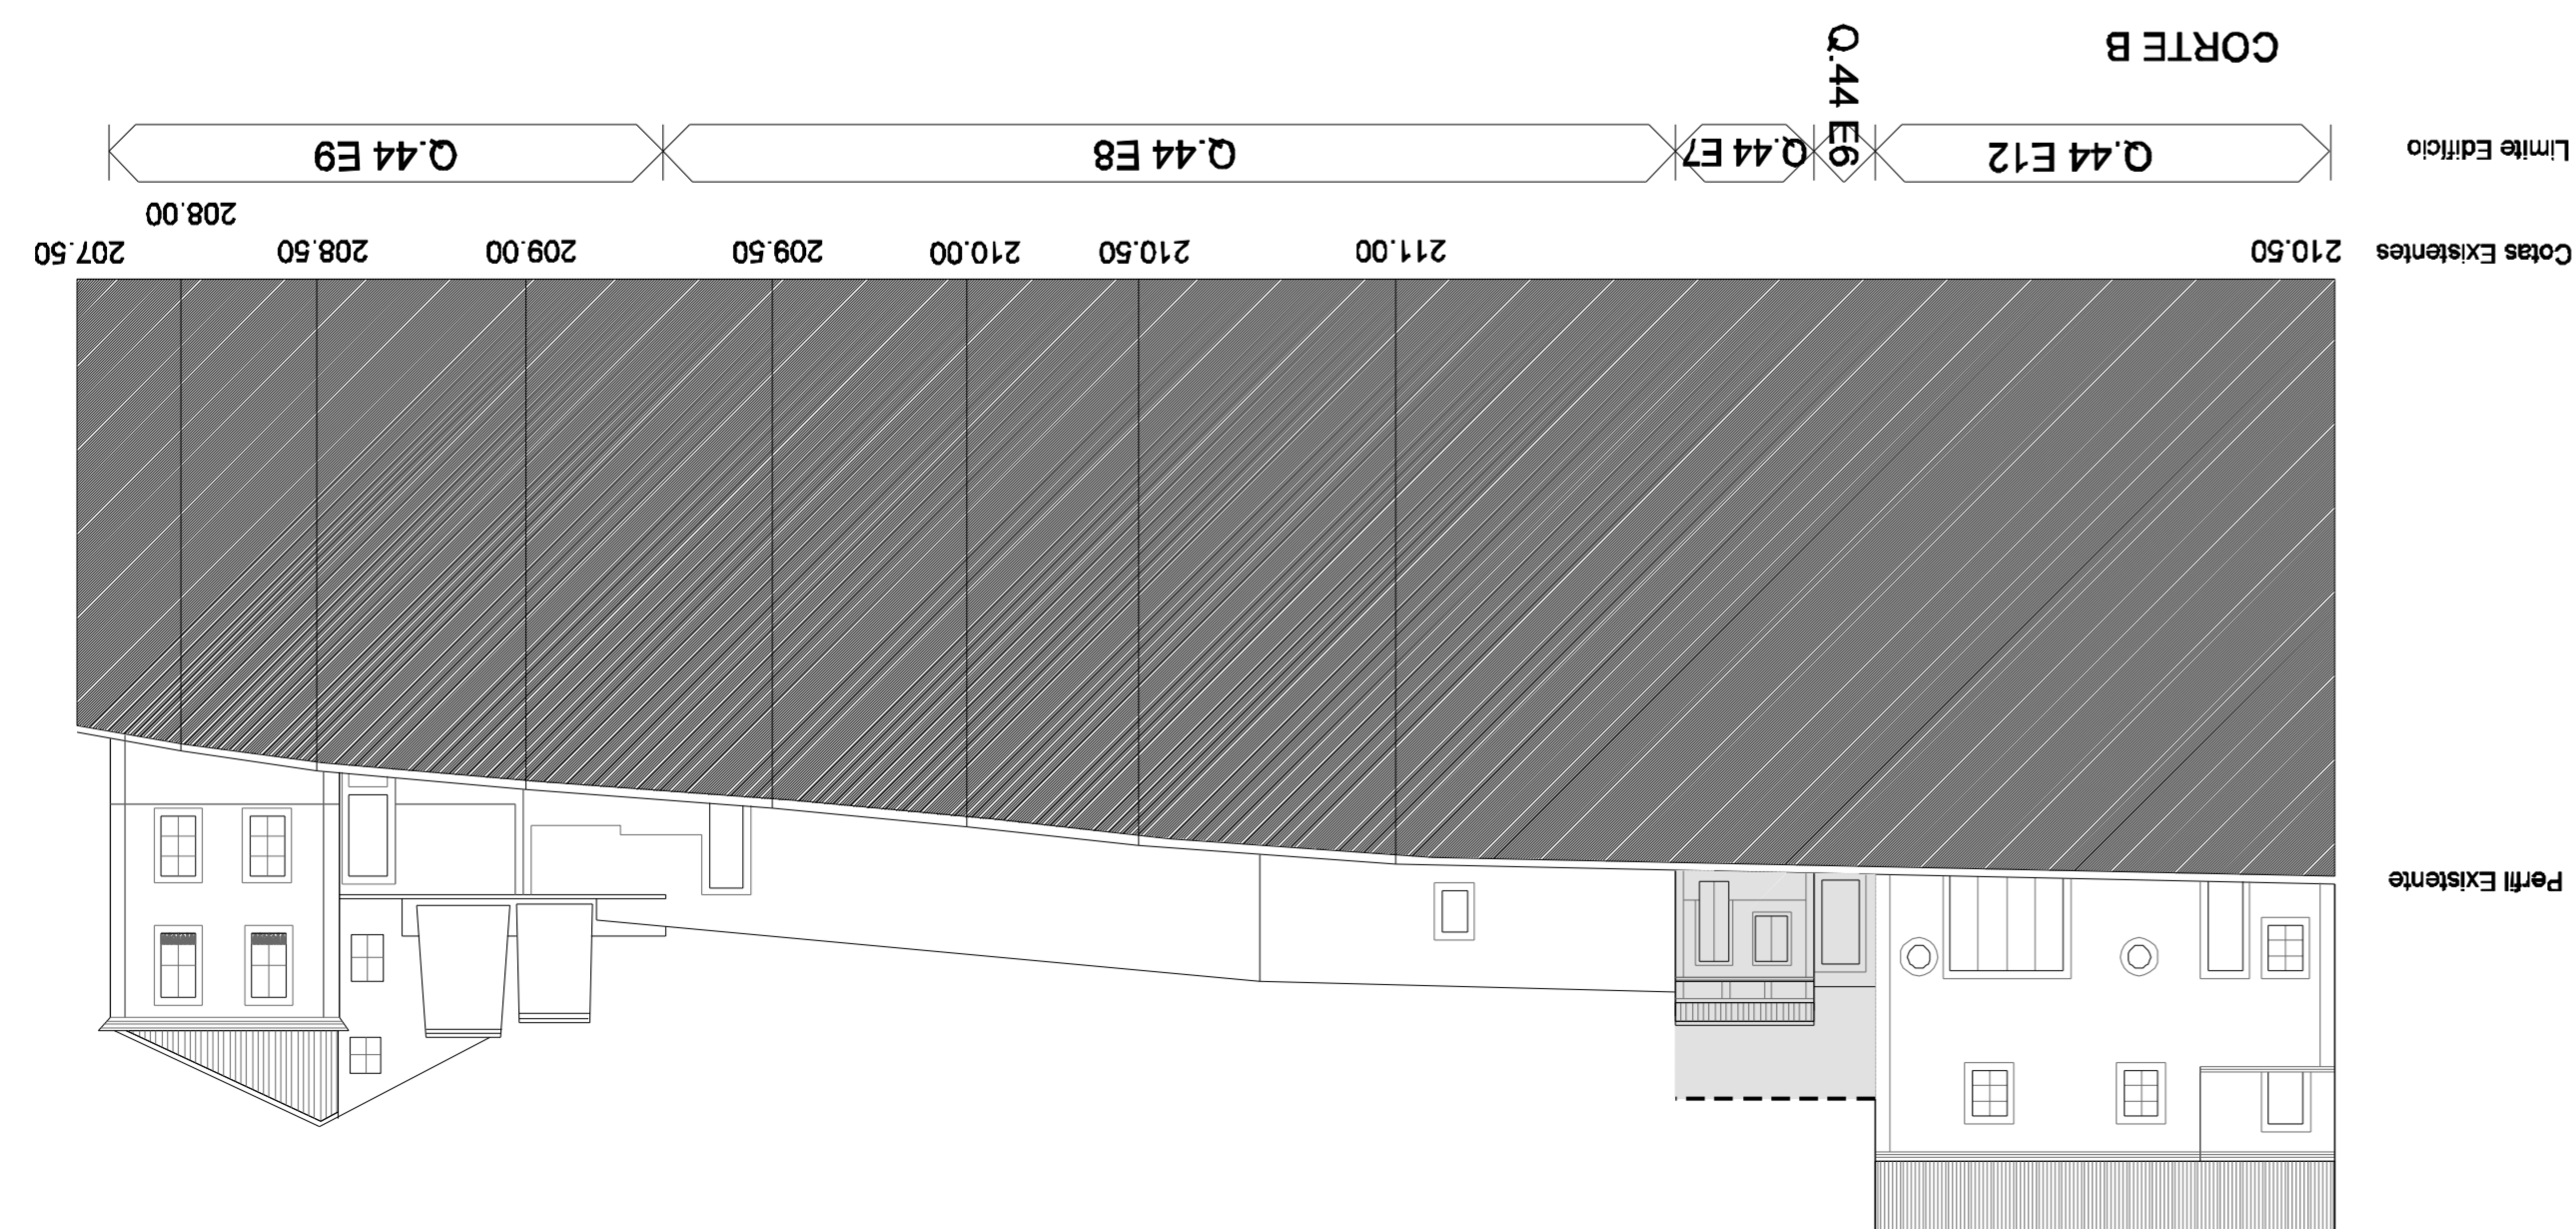 Perfil Existente
Cotas Existentes 210.50 211.00 210.50 210.00 209.50 209.00 208.50 207.50
208.00
Limite Edifício Q.44 E12 Q.44 E6 Q.44 E7 Q.44 E8 Q.44 E9
CORTE B